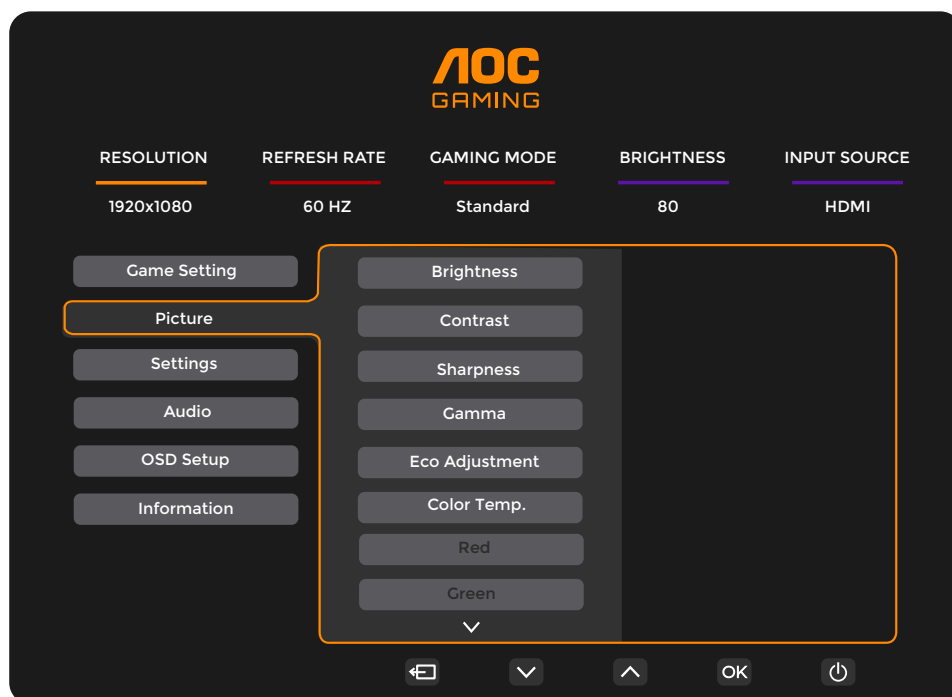 AOC
GAMING
RESOLUTION REFRESH RATE GAMING MODE BRIGHTNESS INPUT SOURCE
1920x1080 60 HZ Standard 80 HDMI
Game Setting
Picture
Settings
Audio
OSD Setup
Information
Brightness
Contrast
Sharpness
Gamma
Eco Adjustment
Color Temp.
Red
Green
OK